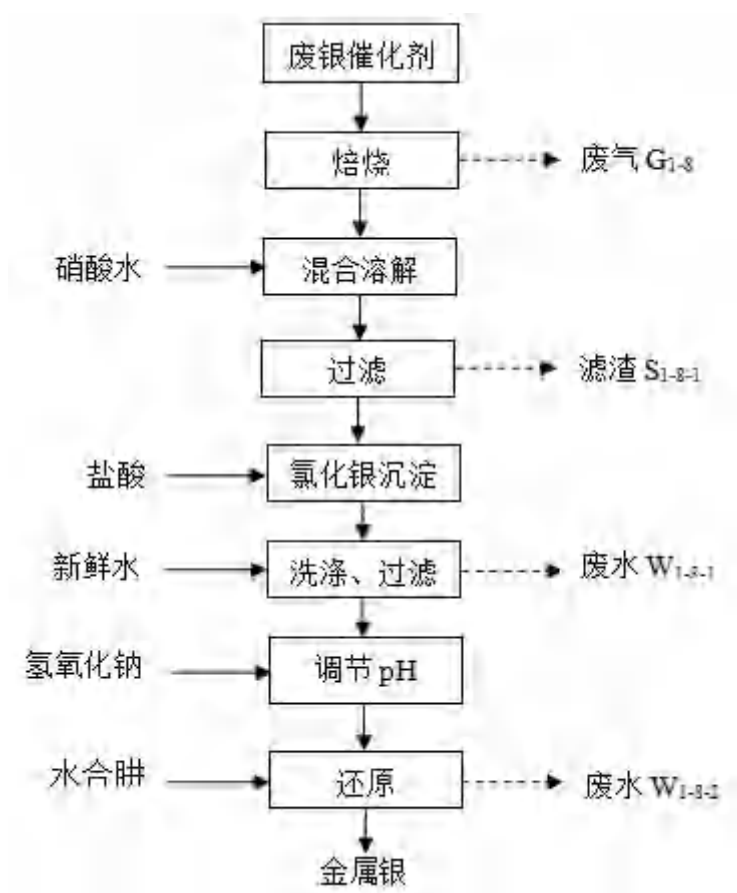 废银催化剂
焙烧
废气 G1-8
硝酸水
混合溶解
过滤
滤渣 S1-8-1
盐酸
氯化银沉淀
新鲜水
洗涤、过滤
废水 W1-8-1
氢氧化钠
调节 pH
水合肼
还原
废水 W1-8-2
金属银